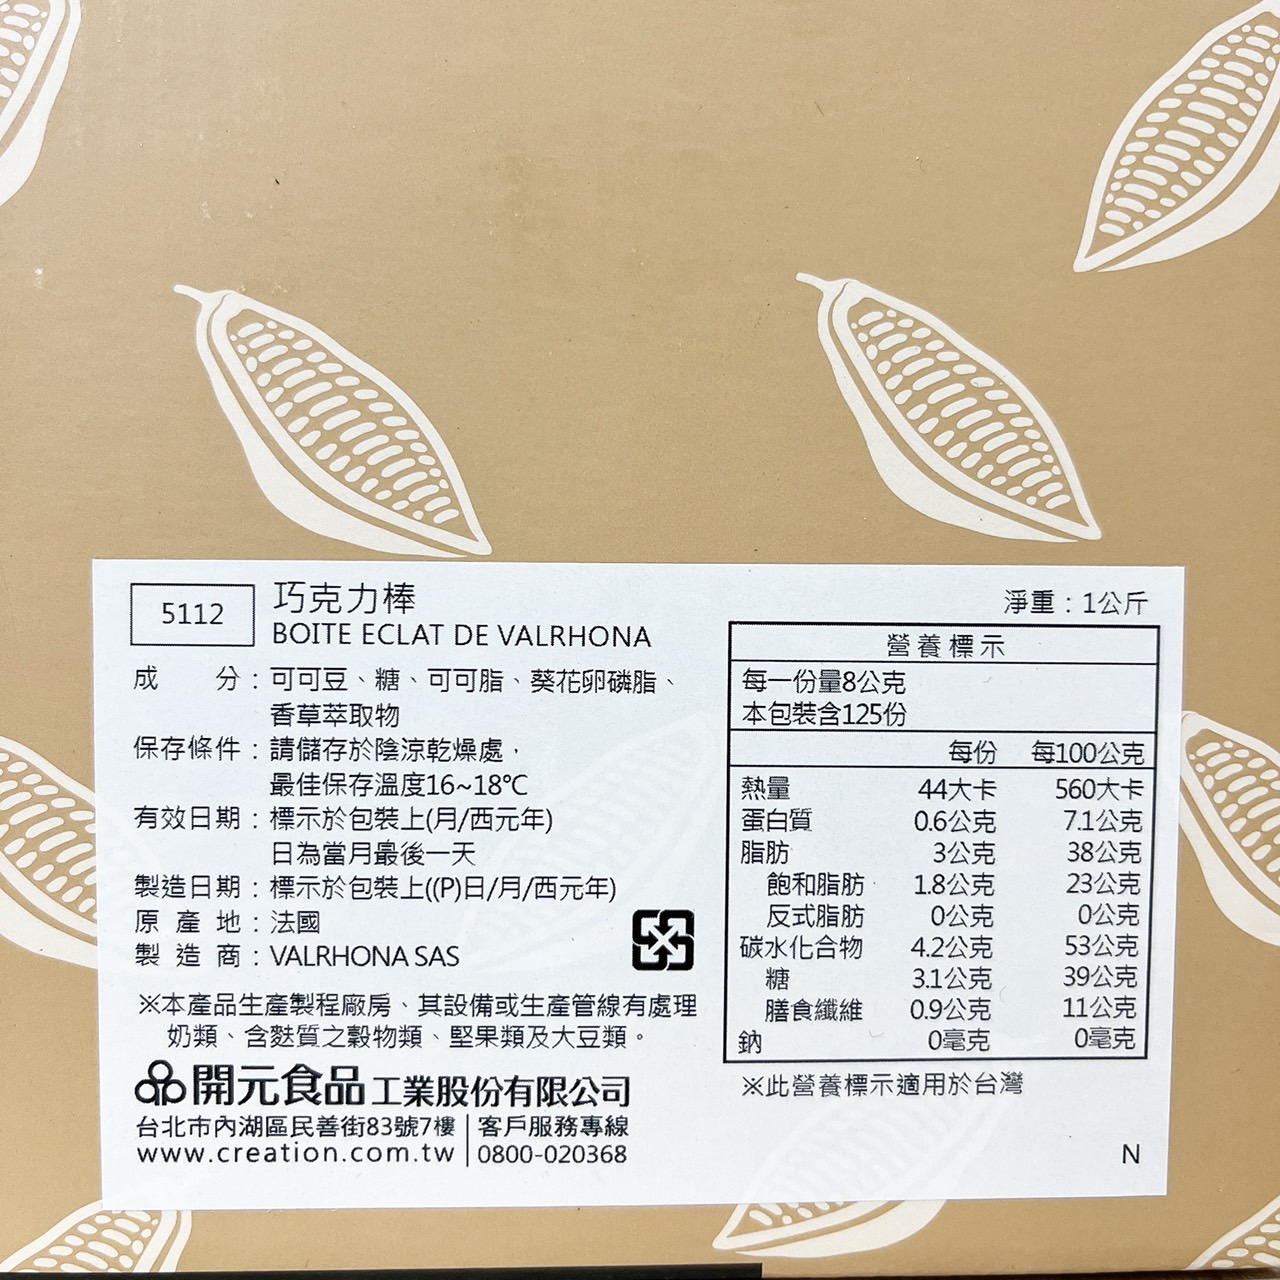 5112
巧克力棒
BOITE ECLAT DE VALRHONA
成分:可可豆、糖、可可脂、葵花卵磷脂、
香草萃取物
保存條件:請儲存於陰涼乾燥處,
最佳保存溫度16~18℃
有效日期:標示於包裝上(月/西元年)
日為當月最後一天
製造日期:標示於包裝上((P)日/月/西元年)
原產地:法國
製造商:VALRHONA SAS
※本產品生產製程廠房、其設備或生產管線有處理
奶類、含麩質之穀物類、堅果類及大豆類。
開元食品工業股份有限公司
台北市內湖區民善街83號7樓 客戶服務專線
www.creation.com.tw 0800-020368
淨重:1公斤
營養標示
每一份量8公克
本包裝含125份
每份 每100公克
熱量 44大卡 560大卡
蛋白質 0.6公克 7.1公克
脂肪 3公克 38公克
飽和脂肪 1.8公克 23公克
反式脂肪 0公克 0公克
碳水化合物 4.2公克 53公克
糖 3.1公克 39公克
膳食纖維 0.9公克 11公克
鈉 0毫克 0毫克
※此營養標示適用於台灣
N